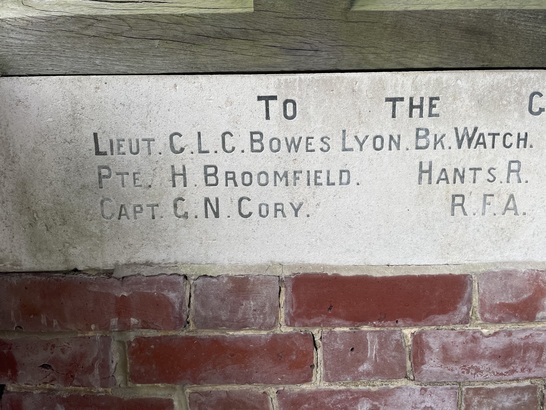 TO THE G
LIEUT. C.L.C. BOWES LYON. BK. WATCH.
PTE. H. BROOMFIELD. HANTS. R.
CAPT. G. N. CORY. R.F.A.